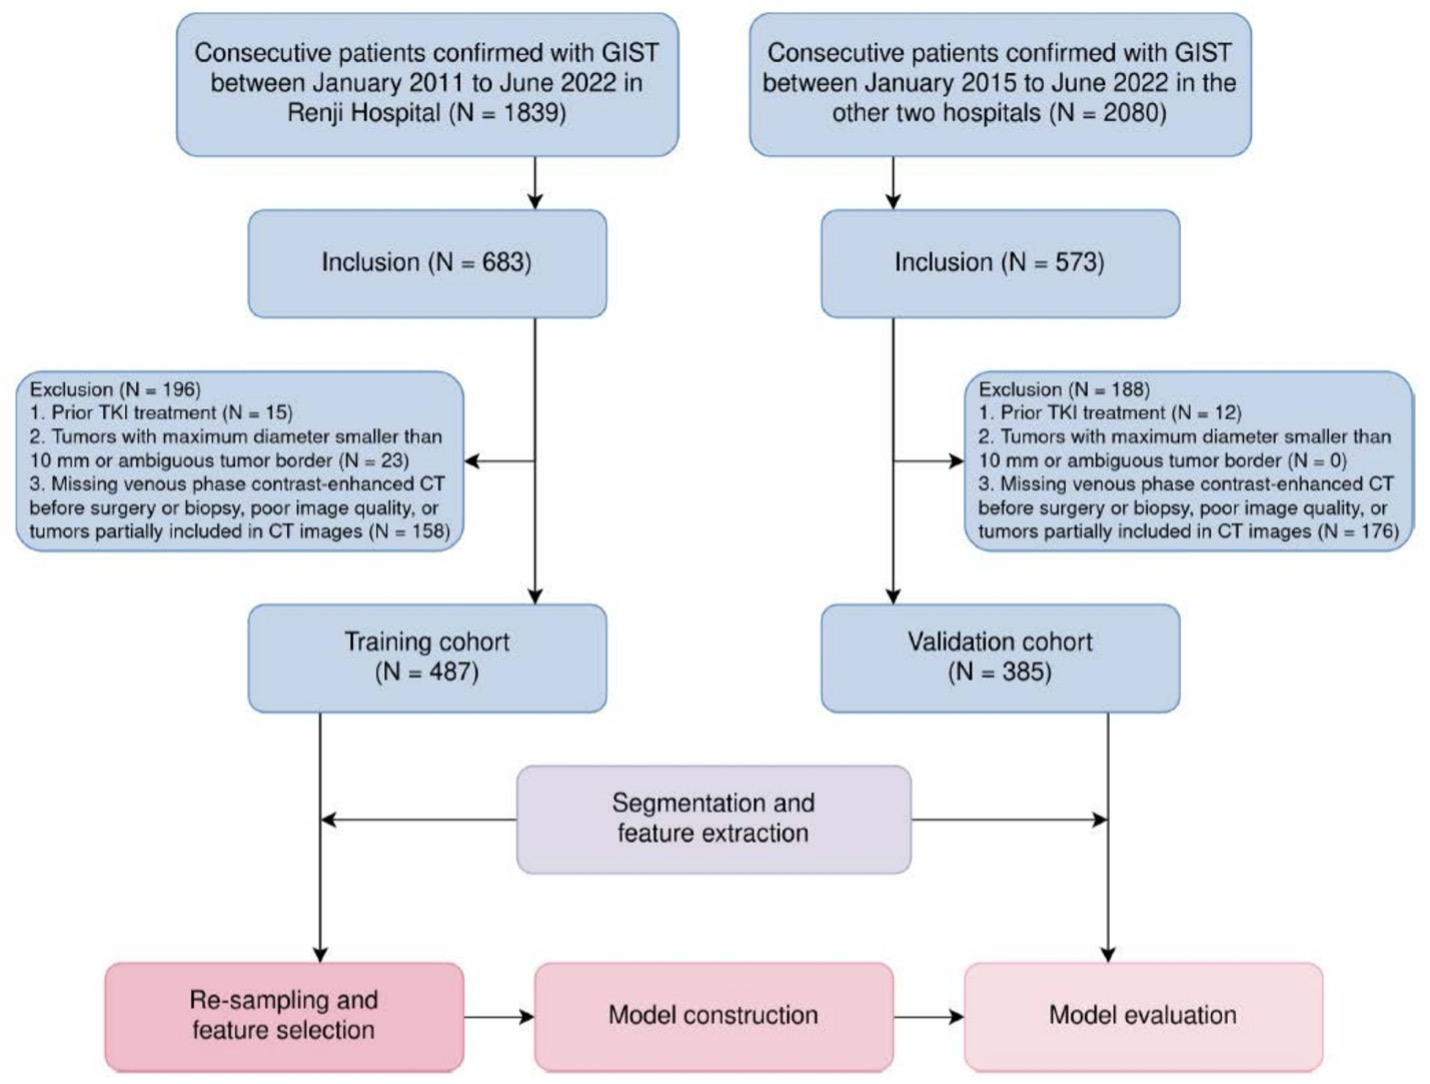 Consecutive patients confirmed with GIST
between January 2011 to June 2022 in
Renji Hospital (N = 1839)
Consecutive patients confirmed with GIST
between January 2015 to June 2022 in the
other two hospitals (N = 2080)
Inclusion (N = 683)
Inclusion (N = 573)
Exclusion (N = 196)
1. Prior TKI treatment (N = 15)
2. Tumors with maximum diameter smaller than
10 mm or ambiguous tumor border (N = 23)
3. Missing venous phase contrast-enhanced CT
before surgery or biopsy, poor image quality, or
tumors partially included in CT images (N = 158)
Exclusion (N = 188)
1. Prior TKI treatment (N = 12)
2. Tumors with maximum diameter smaller than
10 mm or ambiguous tumor border (N = 0)
3. Missing venous phase contrast-enhanced CT
before surgery or biopsy, poor image quality, or
tumors partially included in CT images (N = 176)
Training cohort
(N = 487)
Validation cohort
(N = 385)
Segmentation and
feature extraction
Re-sampling and
feature selection
Model construction
Model evaluation